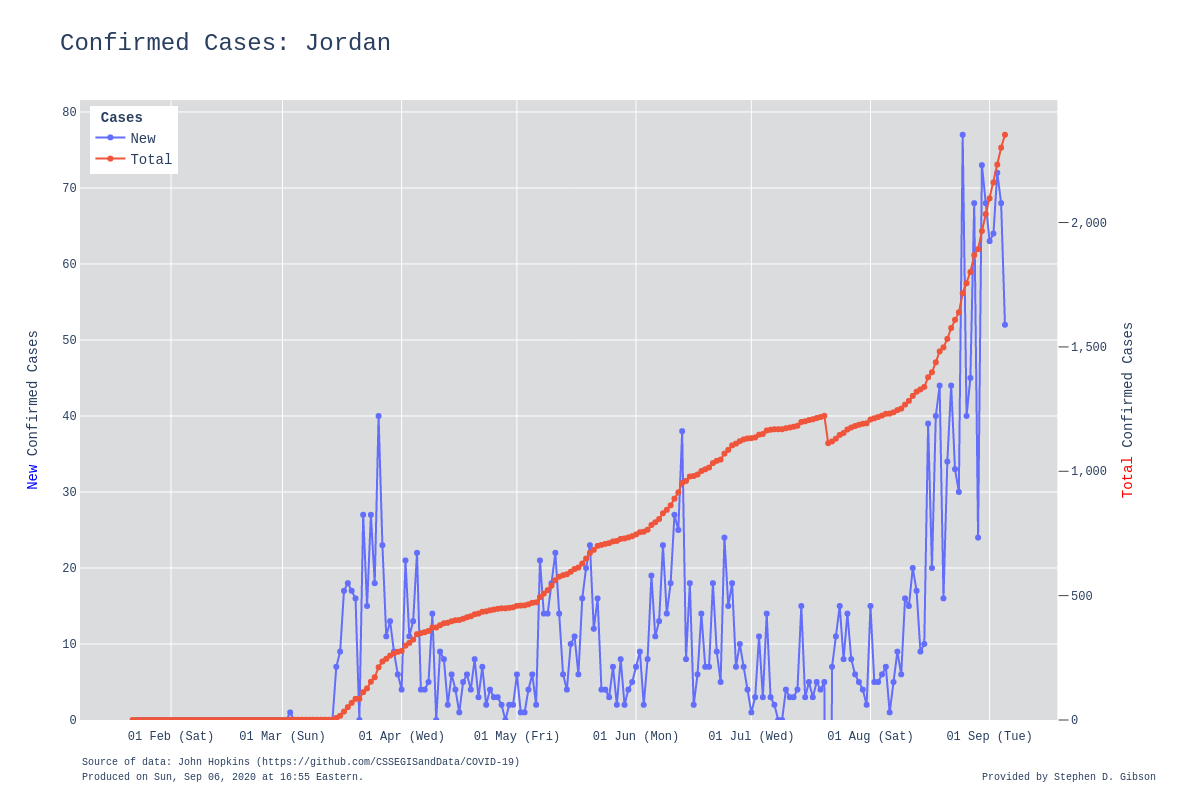 Confirmed Cases: Jordan
Cases
New
Total
80
70
60
50
40
30
20
10
0
New Confirmed Cases
2,000
1,500
1,000
500
0
Total Confirmed Cases
01 Feb (Sat)
01 Mar (Sun)
01 Apr (Wed)
01 May (Fri)
01 Jun (Mon)
01 Jul (Wed)
01 Aug (Sat)
01 Sep (Tue)
Source of data: John Hopkins (https://github.com/CSSEGISandData/COVID-19)
Produced on Sun, Sep 06, 2020 at 16:55 Eastern.
Provided by Stephen D. Gibson